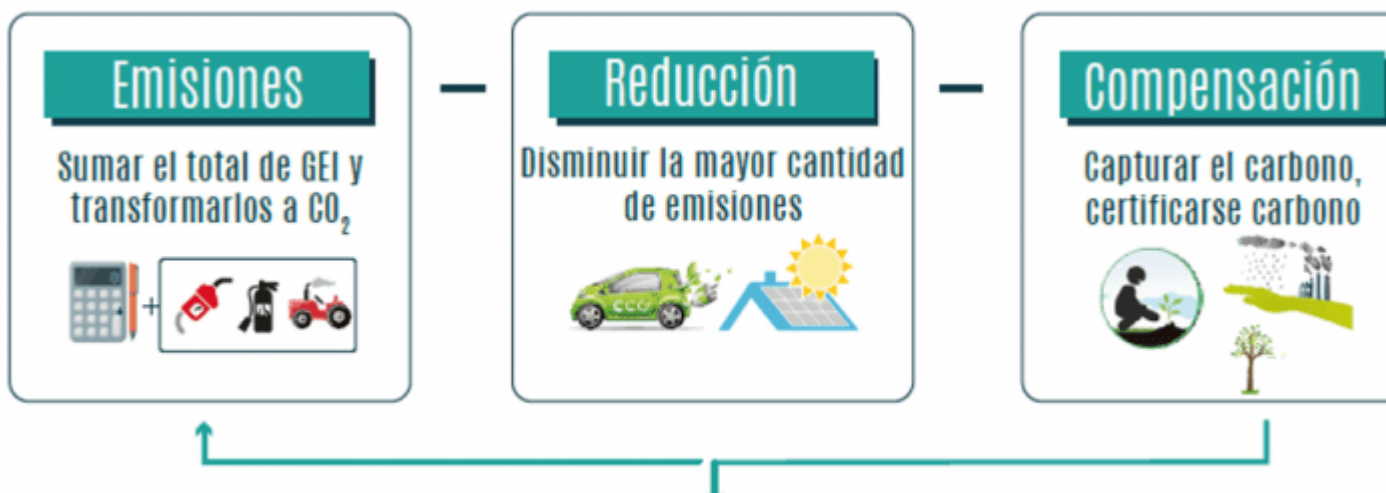 Emisiones
Sumar el total de GEI y
transformarlos a CO₂
+
Reducción
Disminuir la mayor cantidad
de emisiones
Compensación
Capturar el carbono,
certificarse carbono